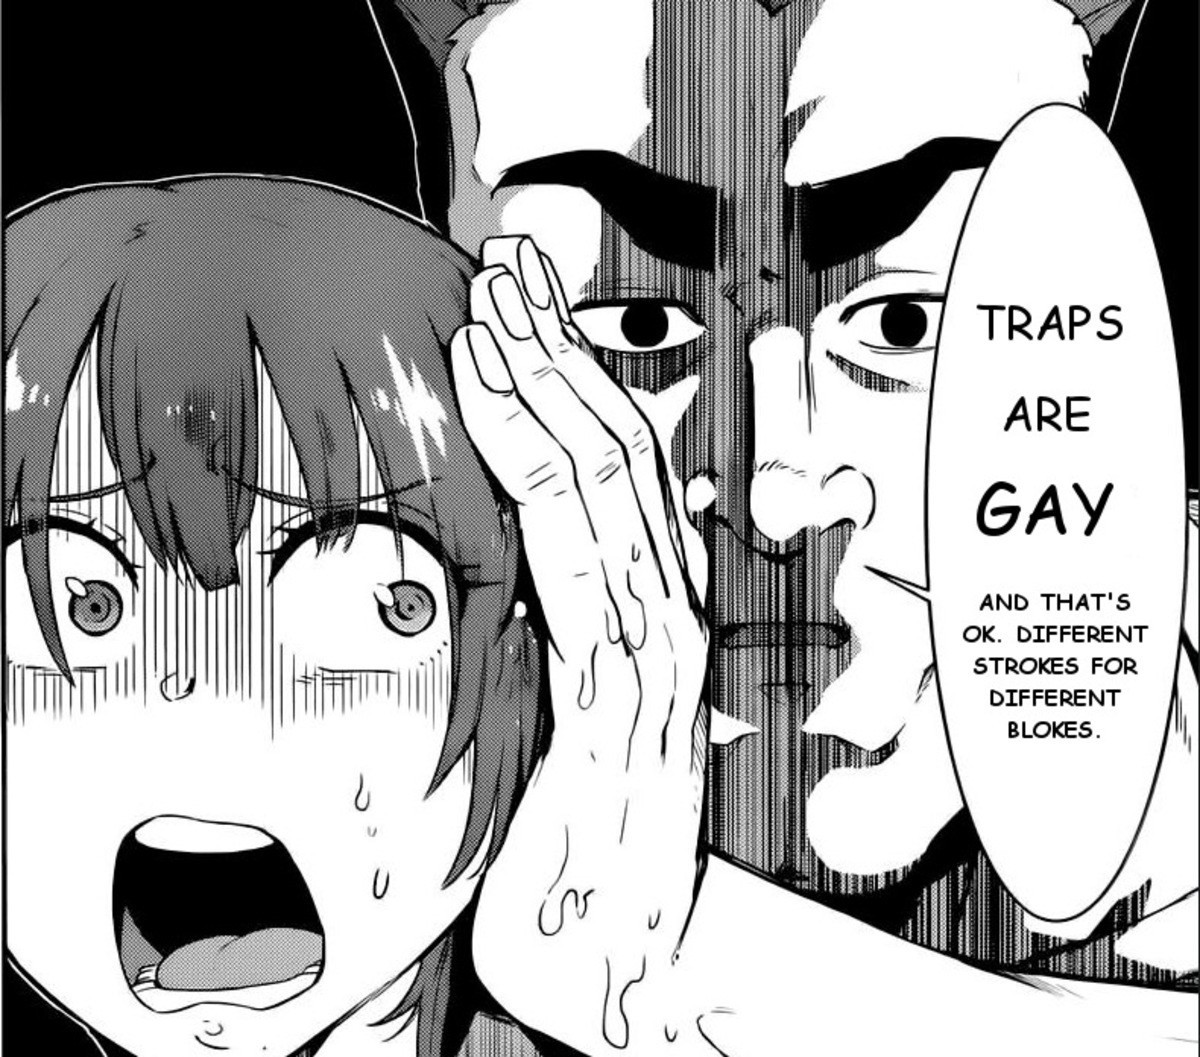 TRAPS
ARE
GAY
AND THAT'S
OK. DIFFERENT
STROKES FOR
DIFFERENT
BLOKES.